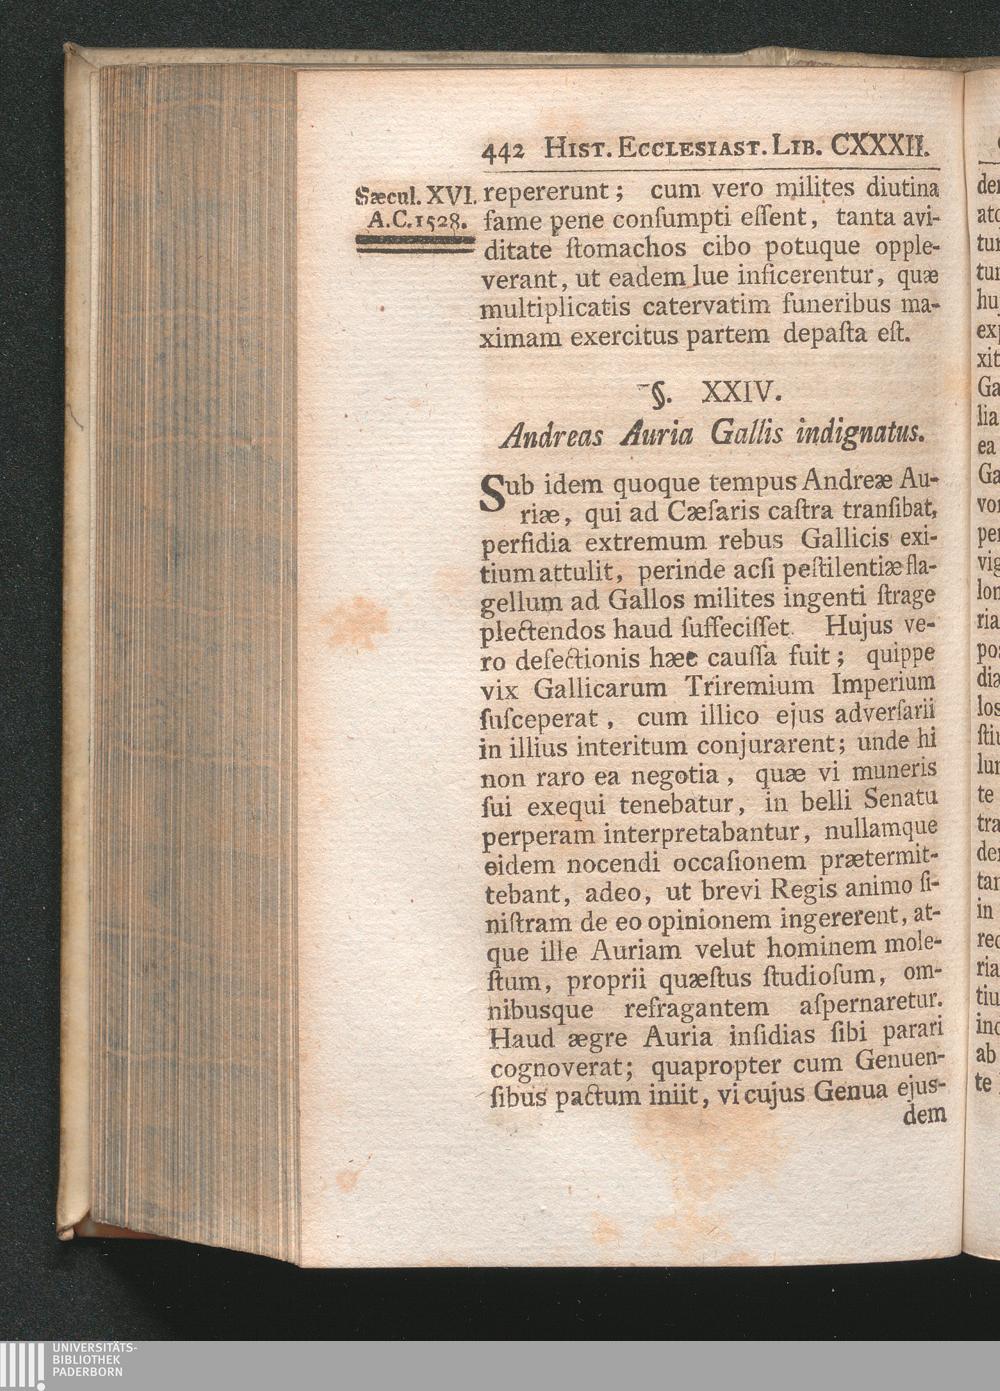 442 Hist. Ecclesiast. Lib. CXXXII.
Sæcul. XVI.
A.C. 1528.
repererunt; cum vero milites diutina
fame pene conſumpti eſſent, tanta avi-
ditate ſtomachos cibo potuque opple-
verant, ut eadem lue inficerentur, quæ
multiplicatis catervatim funeribus ma-
ximam exercitus partem depaſta eſt.
§. XXIV.
Andreas Auria Gallis indignatus.
Sub idem quoque tempus Andreæ Au-
riæ, qui ad Cæſaris caſtra tranſibat,
perfidia extremum rebus Gallicis exi-
tium attulit, perinde acſi peſtilentiæ fla-
gellum ad Gallos milites ingenti ſtrage
plectendos haud ſuffeciſſet. Hujus ve-
ro defectionis hæc cauſſa fuit; quippe
vix Gallicarum Triremium Imperium
ſuſceperat, cum illico ejus adverſarii
in illius interitum conjurarent; unde hi
non raro ea negotia, quæ vi muneris
ſui exequi tenebatur, in belli Senatu
perperam interpretabantur, nullamque
eidem nocendi occaſionem prætermit-
tebant, adeo, ut brevi Regis animo ſi-
niſtram de eo opinionem ingererent, at-
que ille Auriam velut hominem mole-
ſtum, proprii quæſtus ſtudioſum, om-
nibusque refragantem aſpernaretur.
Haud ægre Auria inſidias ſibi parari
cognoverat; quapropter cum Genuen-
ſibus pactum iniit, vi cujus Genua ejus-
dem
UNIVERSITÄTS-
BIBLIOTHEK
PADERBORN